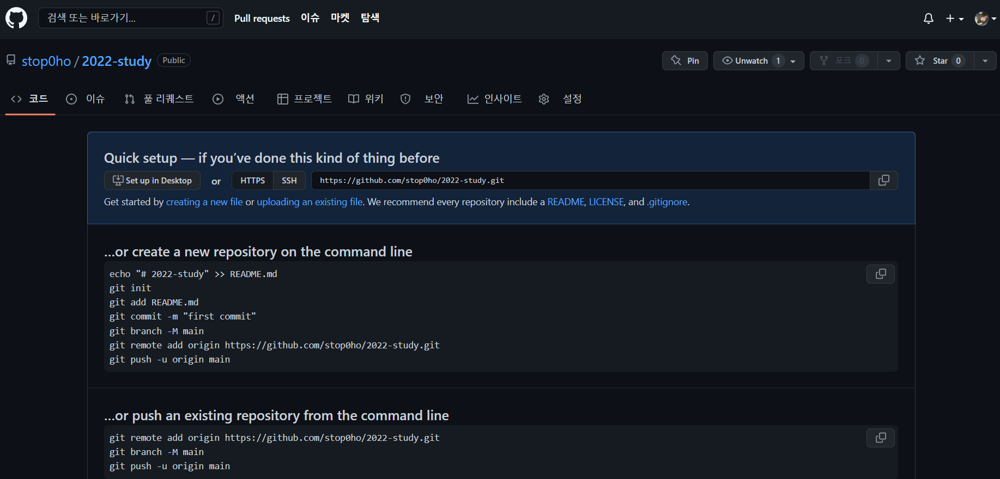 검색 또는 바로가기... /
Pull requests 이슈 마켓 탐색
stop0ho / 2022-study Public
Pin
Unwatch 1
포크 0
Star 0
코드 이슈 풀 리퀘스트 액션 프로젝트 위키 보안 인사이트 설정
Quick setup — if you’ve done this kind of thing before
Set up in Desktop or HTTPS SSH https://github.com/stop0ho/2022-study.git
Get started by creating a new file or uploading an existing file. We recommend every repository include a README, LICENSE, and .gitignore.
…or create a new repository on the command line
echo "# 2022-study" >> README.md
git init
git add README.md
git commit -m "first commit"
git branch -M main
git remote add origin https://github.com/stop0ho/2022-study.git
git push -u origin main
…or push an existing repository from the command line
git remote add origin https://github.com/stop0ho/2022-study.git
git branch -M main
git push -u origin main